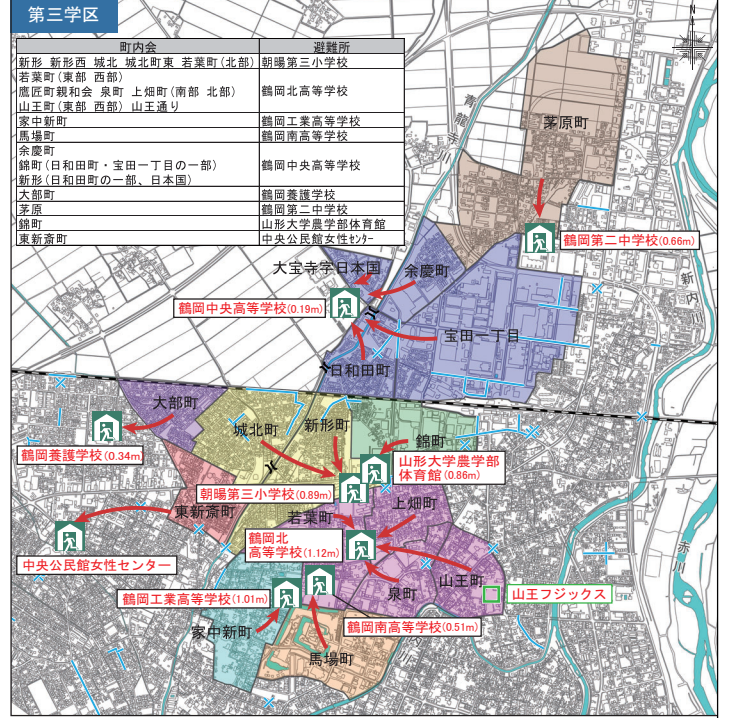 第三学区
N
町内会 避難所
新形 新形西 城北 城北町東 若葉町(北部) 朝暘第三小学校
若葉町(東部 西部)
鷹匠町親和会 泉町 上畑町(南部 北部) 鶴岡北高等学校
山王町(東部 西部) 山王通り
家中新町 鶴岡工業高等学校
馬場町 鶴岡南高等学校
余慶町
錦町(日和田町・宝田一丁目の一部) 鶴岡中央高等学校
新形(日和田町の一部、日本国)
大部町 鶴岡養護学校
茅原 鶴岡第二中学校
錦町 山形大学農学部体育館
東新斎町 中央公民館女性センター
青龍寺川
茅原町
鶴岡第二中学校(0.66m)
新内川
大宝寺字日本国
余慶町
鶴岡中央高等学校(0.19m)
宝田一丁目
日和田町
大部町
城北町
新形町
錦町
鶴岡養護学校(0.34m)
山形大学農学部
体育館(0.86m)
朝暘第三小学校(0.89m)
上畑町
東新斎町
若葉町
鶴岡北
高等学校(1.12m)
赤川
中央公民館女性センター
山王町
泉町
山王フジックス
鶴岡工業高等学校(1.01m)
鶴岡南高等学校(0.51m)
家中新町
馬場町